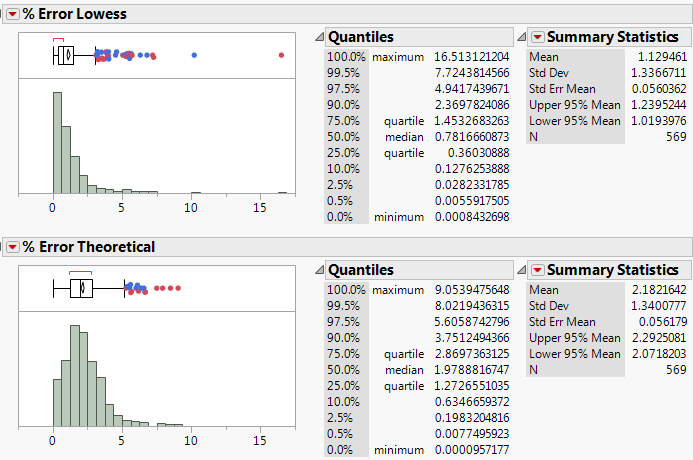 % Error Lowess
0 5 10 15
Quantiles
100.0% maximum 16.513121204
99.5% 7.7243814566
97.5% 4.9417439671
90.0% 2.3697824086
75.0% quartile 1.4532683263
50.0% median 0.7816660873
25.0% quartile 0.36030888
10.0% 0.1276253888
2.5% 0.0282331785
0.5% 0.0055917505
0.0% minimum 0.0008432698
Summary Statistics
Mean 1.129461
Std Dev 1.3366711
Std Err Mean 0.0560362
Upper 95% Mean 1.2395244
Lower 95% Mean 1.0193976
N 569
% Error Theoretical
0 5 10 15
Quantiles
100.0% maximum 9.0539475648
99.5% 8.0219436315
97.5% 5.6058742796
90.0% 3.7512494366
75.0% quartile 2.8697363125
50.0% median 1.9788816747
25.0% quartile 1.2726551035
10.0% 0.6346659372
2.5% 0.1983204816
0.5% 0.0077495923
0.0% minimum 0.0000957177
Summary Statistics
Mean 2.1821642
Std Dev 1.3400777
Std Err Mean 0.056179
Upper 95% Mean 2.2925081
Lower 95% Mean 2.0718203
N 569